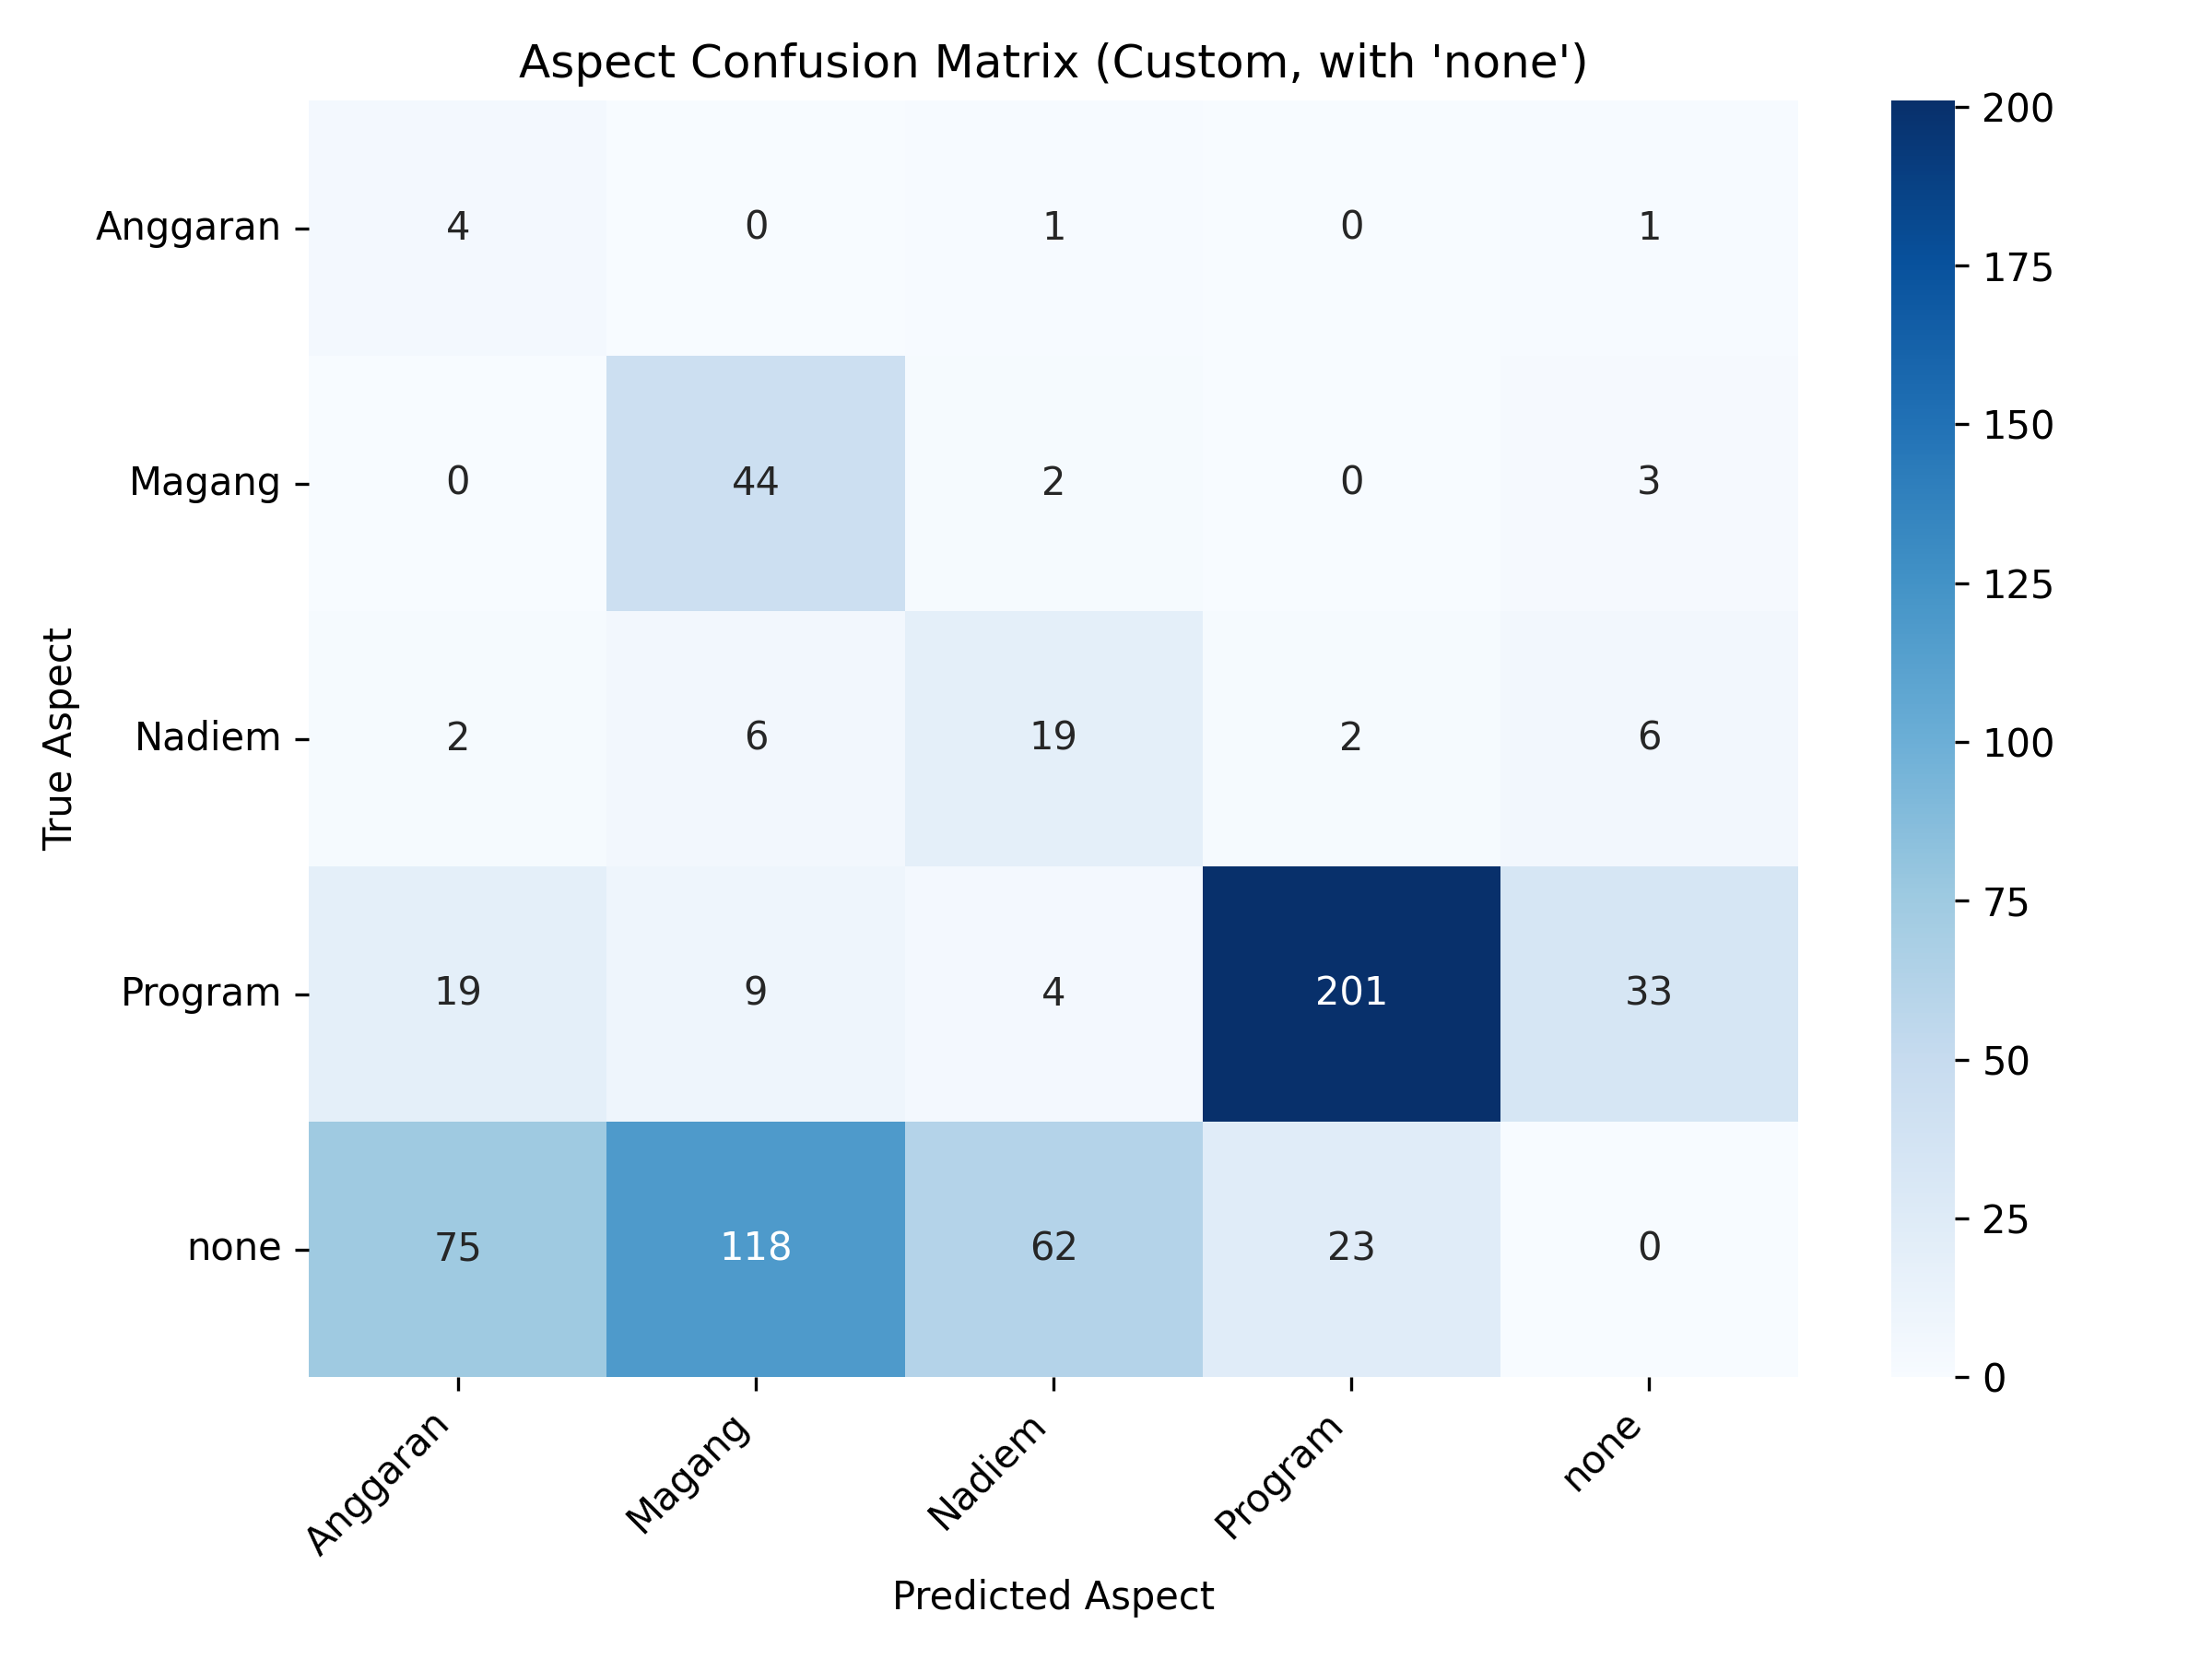 Aspect Confusion Matrix (Custom, with 'none')
Anggaran 4 0 1 0 1
Magang 0 44 2 0 3
Nadiem 2 6 19 2 6
Program 19 9 4 201 33
none 75 118 62 23 0
True Aspect
Anggaran Magang Nadiem Program none
Predicted Aspect
200
175
150
125
100
75
50
25
0